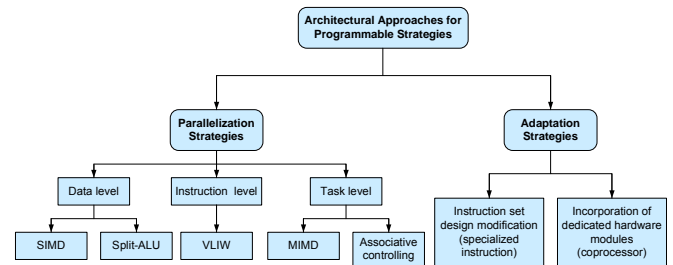 Architectural Approaches for
Programmable Strategies
Parallelization
Strategies
Adaptation
Strategies
Data level
Instruction level
Task level
Instruction set
design modification
(specialized
instruction)
Incorporation of
dedicated hardware
modules
(coprocessor)
SIMD
Split-ALU
VLIW
MIMD
Associative
controlling